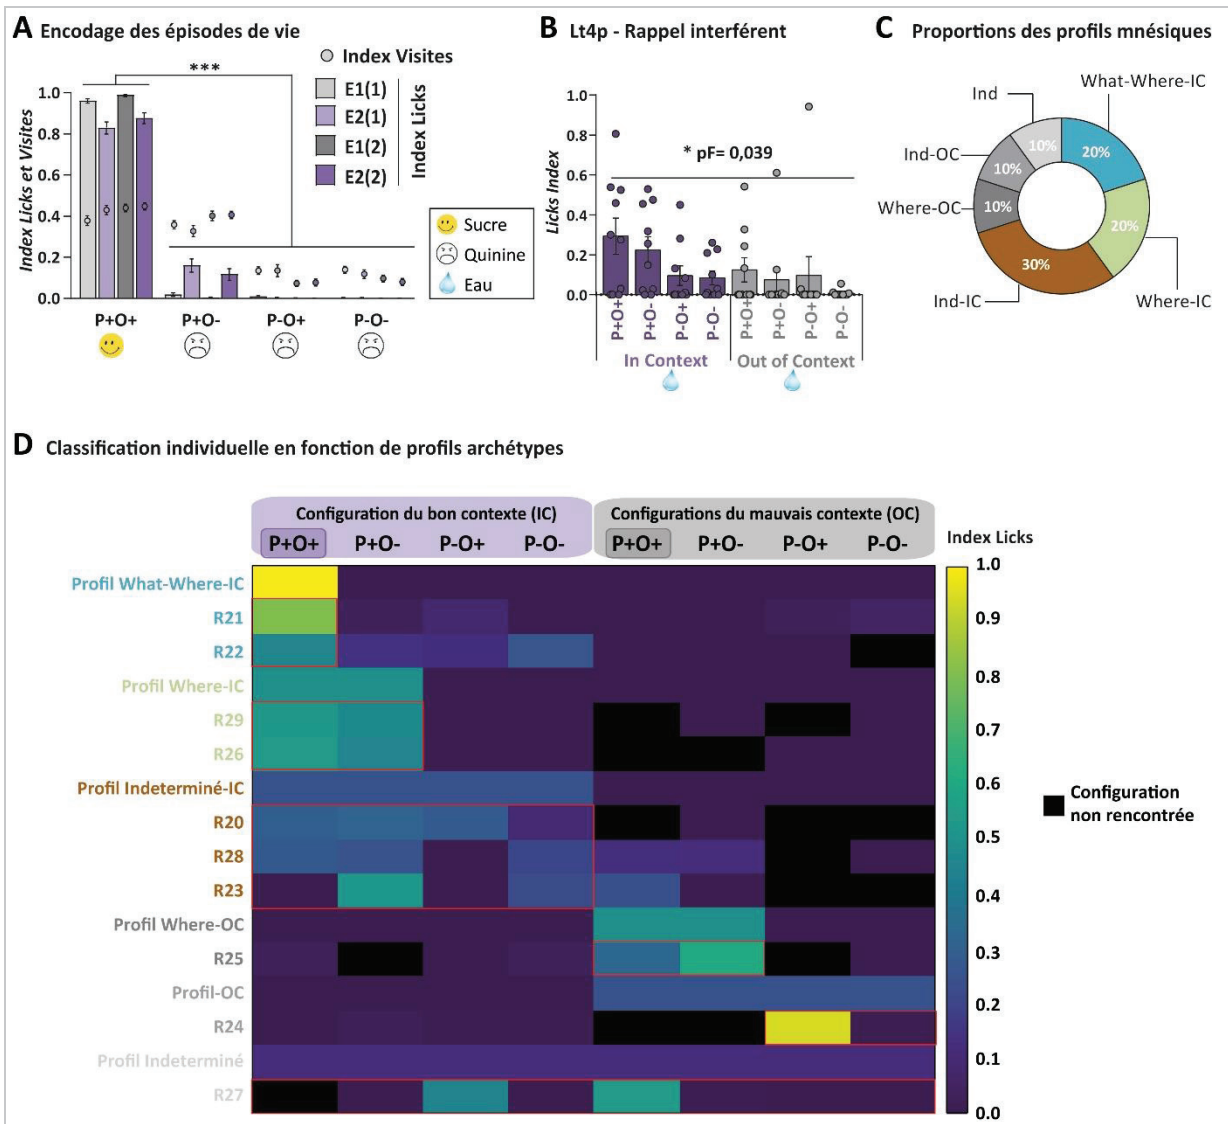 A Encodage des épisodes de vie
***
Index Visites
E1(1)
E2(1)
E1(2)
E2(2)
Index Licks
Index Licks et Visites
1.0
0.8
0.6
0.4
0.2
0.0
P+O+ P+O- P-O+ P-O-
Sucre
Quinine
Eau
B Lt4p - Rappel interférent
Licks Index
1.0
0.8
0.6
0.4
0.2
0.0
* pF= 0,039
P+O+ P+O- P-O+ P-O- P+O+ P+O- P-O+ P-O-
In Context Out of Context
C Proportions des profils mnésiques
What-Where-IC
Ind
Ind-OC
Where-OC
Ind-IC
Where-IC
10% 20%
10%
10% 20%
30%
D Classification individuelle en fonction de profils archétypes
Configuration du bon contexte (IC) Configurations du mauvais contexte (OC)
P+O+ P+O- P-O+ P-O- P+O+ P+O- P-O+ P-O-
Profil What-Where-IC
R21
R22
Profil Where-IC
R29
R26
Profil Indeterminé-IC
R20
R28
R23
Profil Where-OC
R25
Profil-OC
R24
Profil Indeterminé
R27
Index Licks
1.0
0.9
0.8
0.7
0.6
0.5
0.4
0.3
0.2
0.1
0.0
Configuration
non rencontrée